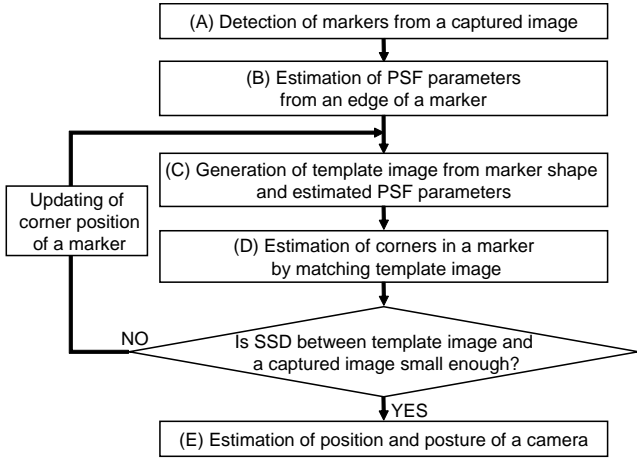 (A) Detection of markers from a captured image
(B) Estimation of PSF parameters
from an edge of a marker
(C) Generation of template image from marker shape
and estimated PSF parameters
Updating of
corner position
of a marker
(D) Estimation of corners in a marker
by matching template image
NO
Is SSD between template image and
a captured image small enough?
YES
(E) Estimation of position and posture of a camera